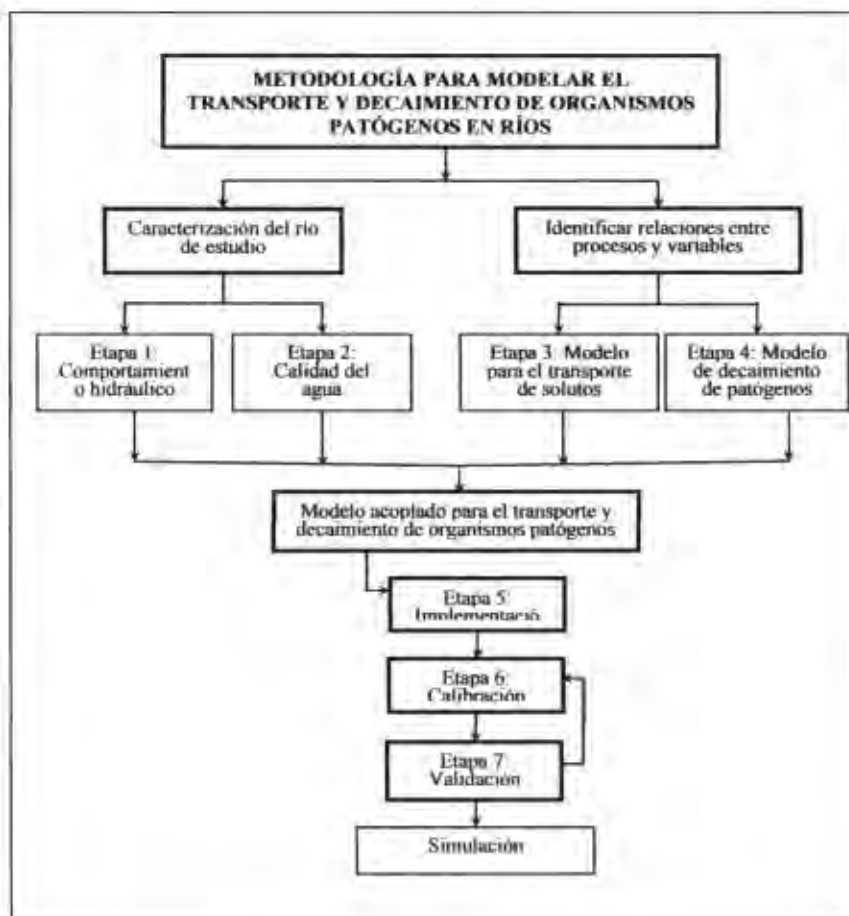 METODOLOGÍA PARA MODELAR EL
TRANSPORTE Y DECAIMIENTO DE ORGANISMOS
PATÓGENOS EN RÍOS
Caracterización del río
de estudio
Identificar relaciones entre
procesos y variables
Etapa 1:
Comportamient
o hidráulico
Etapa 2:
Calidad del
agua
Etapa 3: Modelo
para el transporte
de solutos
Etapa 4: Modelo
de decaimiento
de patógenos
Modelo acoplado para el transporte y
decaimiento de organismos patógenos
Etapa 5:
Implementació
Etapa 6:
Calibración
Etapa 7:
Validación
Simulación